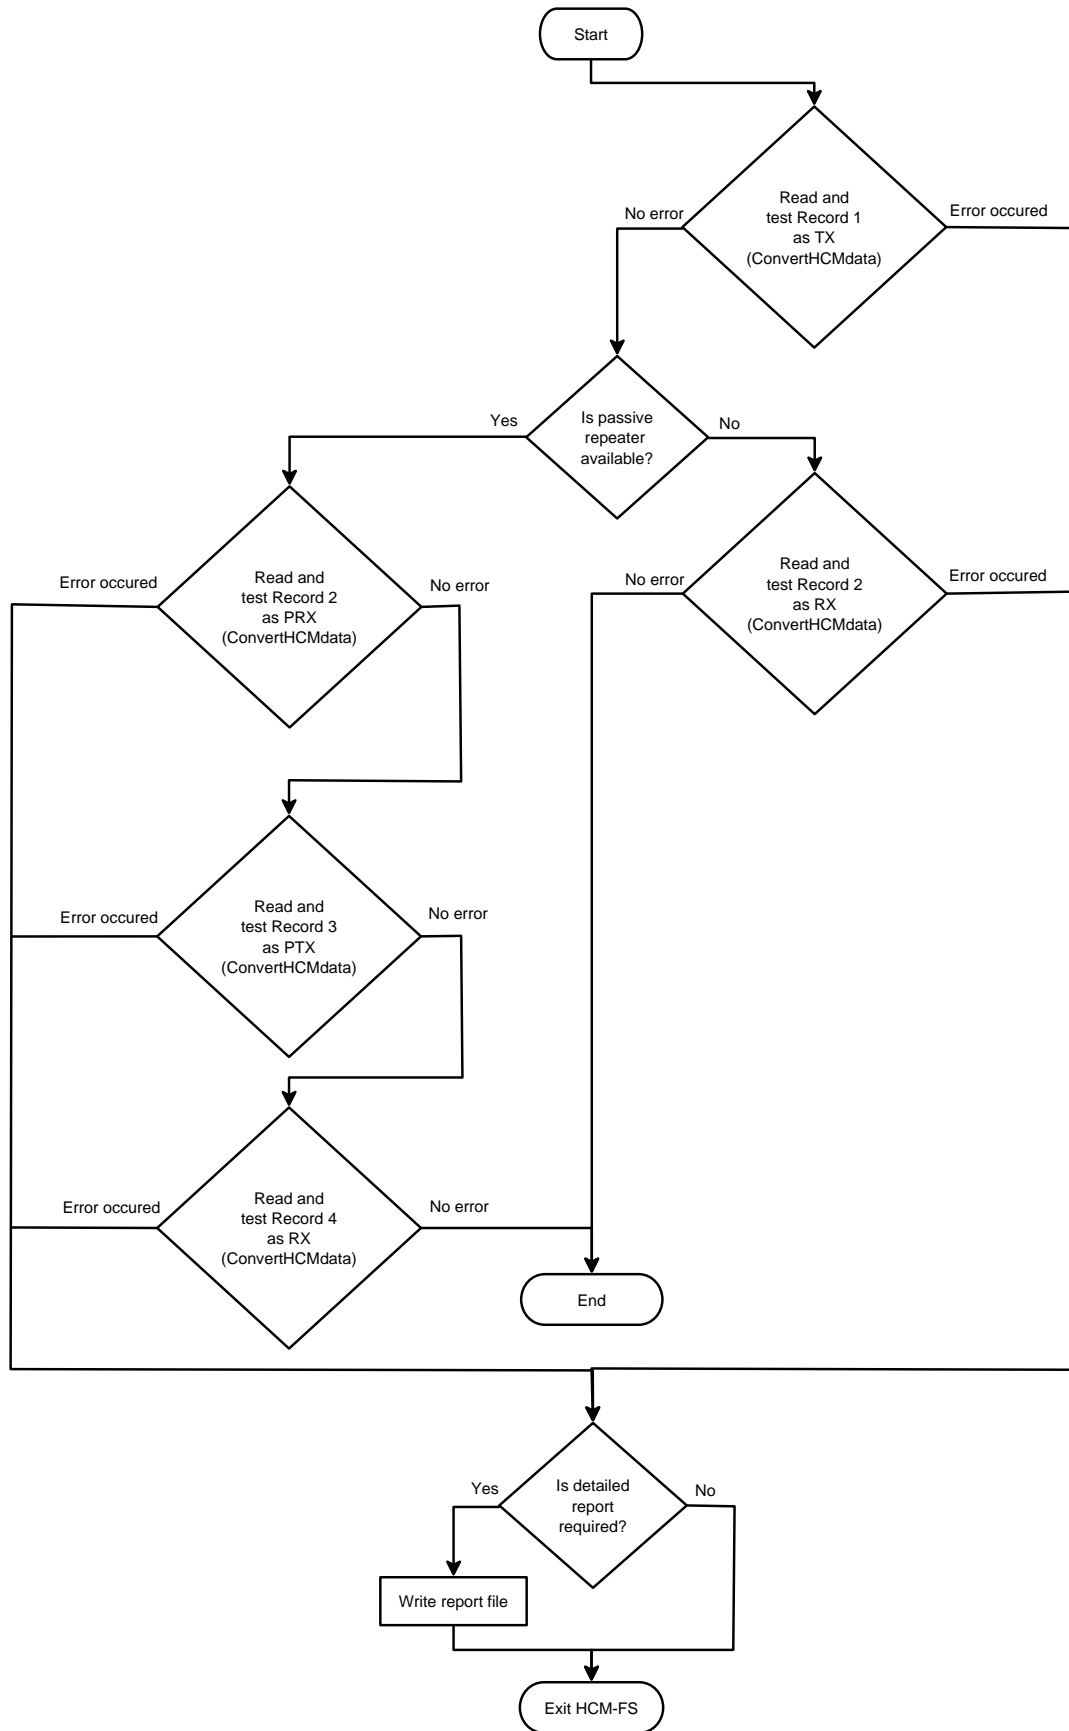 Start
Read and
test Record 1
as TX
(ConvertHCMdata)
No error
Error occured
Is passive
repeater
available?
Yes
No
Read and
test Record 2
as PRX
(ConvertHCMdata)
Error occured
No error
Read and
test Record 2
as RX
(ConvertHCMdata)
No error
Error occured
Read and
test Record 3
as PTX
(ConvertHCMdata)
Error occured
No error
Read and
test Record 4
as RX
(ConvertHCMdata)
Error occured
No error
End
Is detailed
report
required?
Yes
No
Write report file
Exit HCM-FS